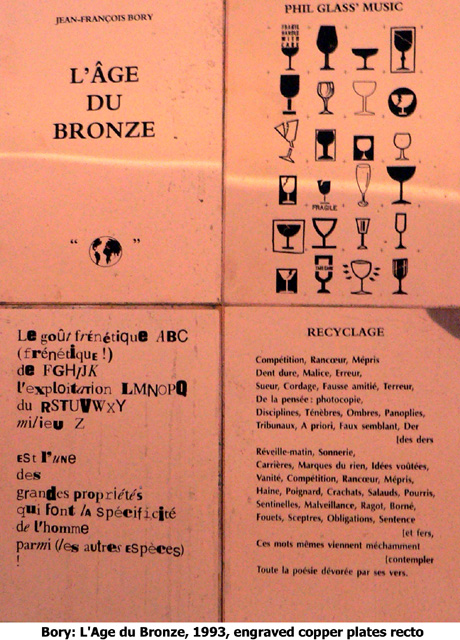 JEAN-FRANÇOIS BORY
L'ÂGE
DU
BRONZE
“ ”
PHIL GLASS' MUSIC
FRAGILE
HANDLE
WITH
CARE
FRAGILE
Le goût frénétique ABC
(frénétique !)
de FGHIJK
l'exploitation LMNOPQ
du RSTUVWXY
milieu Z
Est l'une
des
grandes propriétés
qui font la spécificité
de l'homme
parmi (les autres Espèces)
!
RECYCLAGE
Compétition, Rancœur, Mépris
Dent dure, Malice, Erreur,
Sueur, Cordage, Fausse amitié, Terreur,
De la pensée : photocopie,
Disciplines, Ténèbres, Ombres, Panoplies,
Tribunaux, A priori, Faux semblant, Der
[des ders
Réveille-matin, Sonnerie,
Carrières, Marques du rien, Idées voûtées,
Vanité, Compétition, Rancœur, Mépris,
Haine, Poignard, Crachats, Salauds, Pourris,
Sentinelles, Malveillance, Ragot, Borné,
Fouets, Sceptres, Obligations, Sentence
[et fers,
Ces mots mêmes viennent méchamment
[contempler
Toute la poésie dévorée par ses vers.
Bory: L'Age du Bronze, 1993, engraved copper plates recto